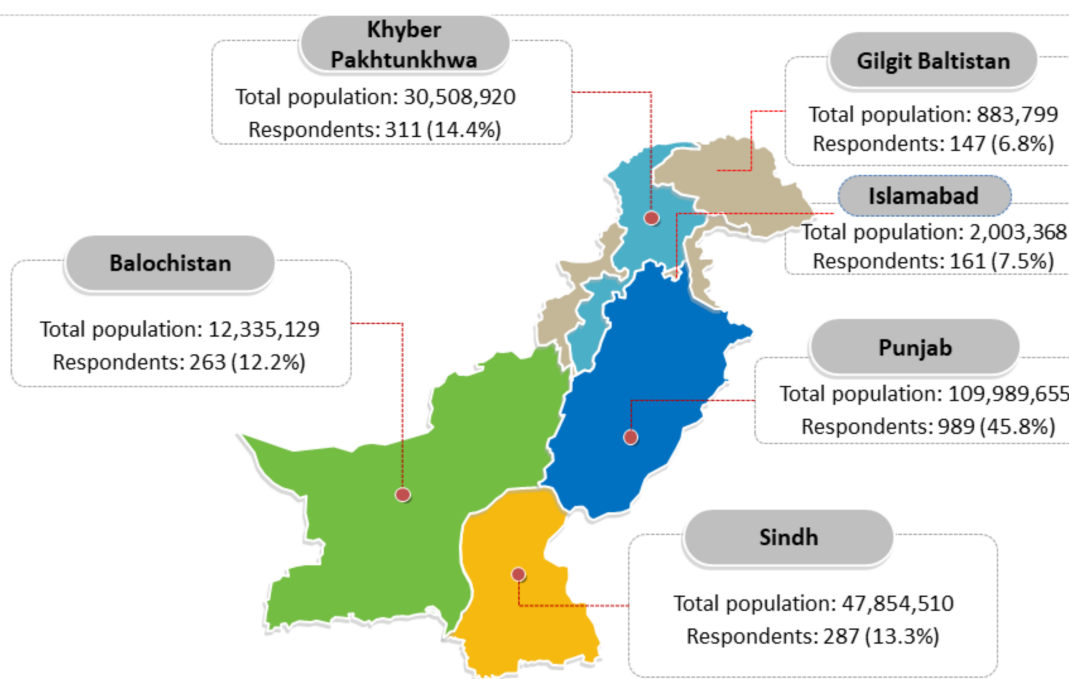 Khyber
Pakhtunkhwa
Total population: 30,508,920
Respondents: 311 (14.4%)
Gilgit Baltistan
Total population: 883,799
Respondents: 147 (6.8%)
Islamabad
Total population: 2,003,368
Respondents: 161 (7.5%)
Balochistan
Total population: 12,335,129
Respondents: 263 (12.2%)
Punjab
Total population: 109,989,655
Respondents: 989 (45.8%)
Sindh
Total population: 47,854,510
Respondents: 287 (13.3%)